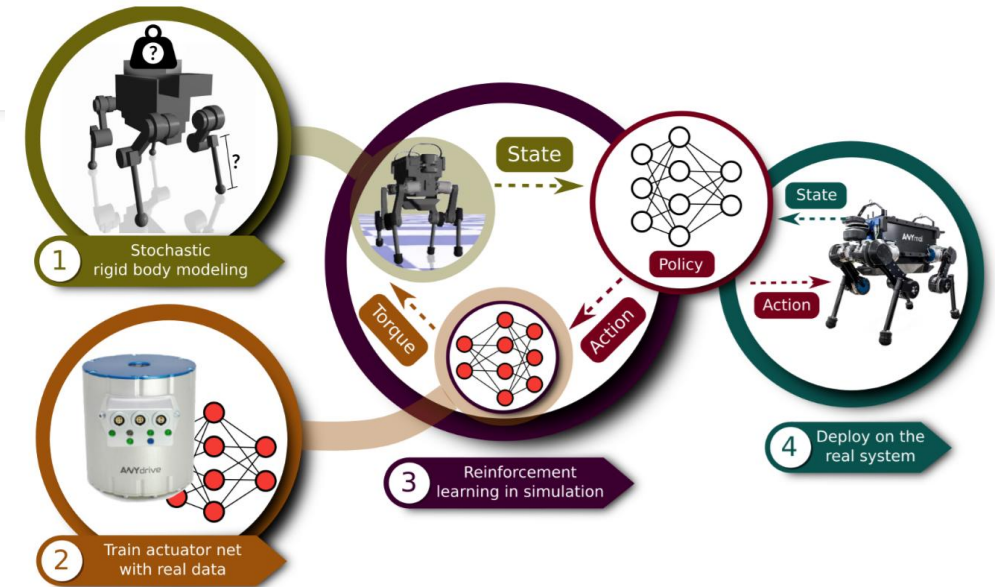 ?
?
1
Stochastic
rigid body modeling
ANYdrive
2
Train actuator net
with real data
State
Policy
Action
Torque
3
Reinforcement
learning in simulation
State
Action
ANYmal
4
Deploy on the
real system